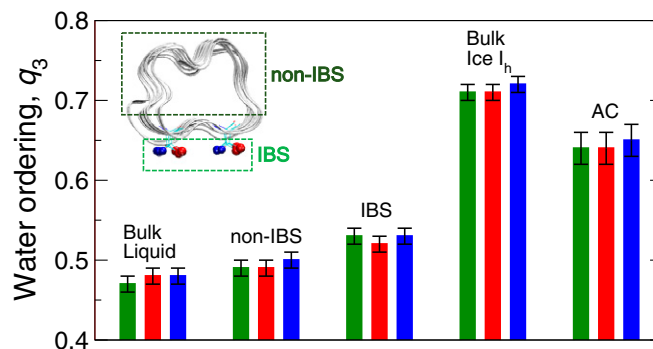 0.8
0.7
0.6
0.5
0.4
Water ordering, q3
non-IBS
IBS
Bulk
Liquid
non-IBS
IBS
Bulk
Ice Ih
AC